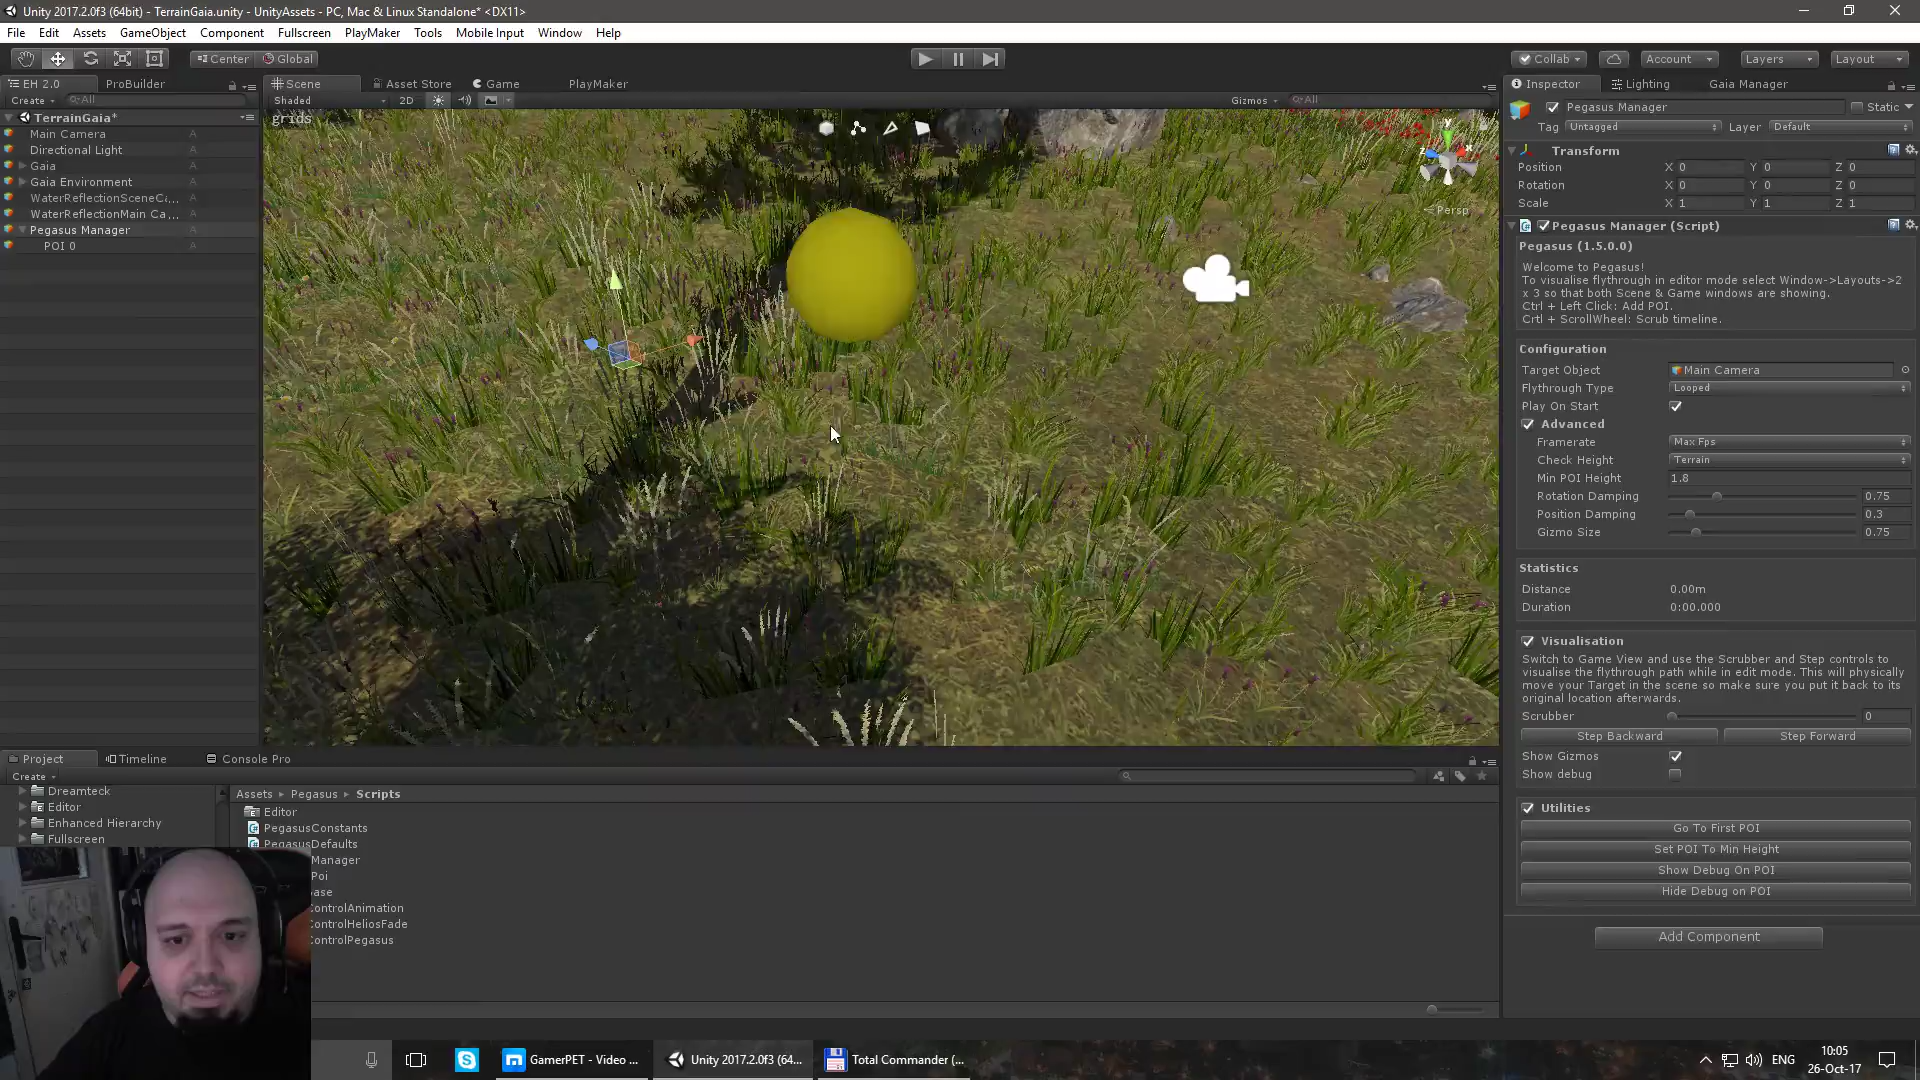 Unity 2017.2.0f3 (64bit) - TerrainGaia.unity - UnityAssets - PC, Mac & Linux Standalone* <DX11>
File Edit Assets GameObject Component Fullscreen PlayMaker Tools Mobile Input Window Help
Center Global Collab Account Layers Layout
EH 2.0 ProBuilder Scene Asset Store Game PlayMaker Inspector Lighting Gaia Manager
Create All Shaded 2D Gizmos All
grids
Persp
y
x
z
TerrainGaia*
Main Camera A
Directional Light A
Gaia A
Gaia Environment A
WaterReflectionSceneCa... A
WaterReflectionMain Ca... A
Pegasus Manager A
POI 0 A
Pegasus Manager Static
Tag Untagged Layer Default
Transform
Position X 0 Y 0 Z 0
Rotation X 0 Y 0 Z 0
Scale X 1 Y 1 Z 1
Pegasus Manager (Script)
Pegasus (1.5.0.0)
Welcome to Pegasus!
To visualise flythrough in editor mode select Window->Layouts->2
x 3 so that both Scene & Game windows are showing.
Ctrl + Left Click: Add POI.
Crtl + ScrollWheel: Scrub timeline.
Configuration
Target Object Main Camera
Flythrough Type Looped
Play On Start
Advanced
Framerate Max Fps
Check Height Terrain
Min POI Height 1.8
Rotation Damping 0.75
Position Damping 0.3
Gizmo Size 0.75
Statistics
Distance 0.00m
Duration 0:00.000
Visualisation
Switch to Game View and use the Scrubber and Step controls to
visualise the flythrough path while in edit mode. This will physically
move your Target in the scene so make sure you put it back to its
original location afterwards.
Scrubber 0
Step Backward Step Forward
Show Gizmos
Show debug
Utilities
Go To First POI
Set POI To Min Height
Show Debug On POI
Hide Debug on POI
Add Component
Project Timeline Console Pro
Create
Dreamteck
Editor
Enhanced Hierarchy
Fullscreen
Assets Pegasus Scripts
Editor
PegasusConstants
PegasusDefaults
Manager
Poi
ase
ControlAnimation
ControlHeliosFade
ControlPegasus
GamerPET - Video ... Unity 2017.2.0f3 (64... Total Commander (...
ENG
10:05
26-Oct-17